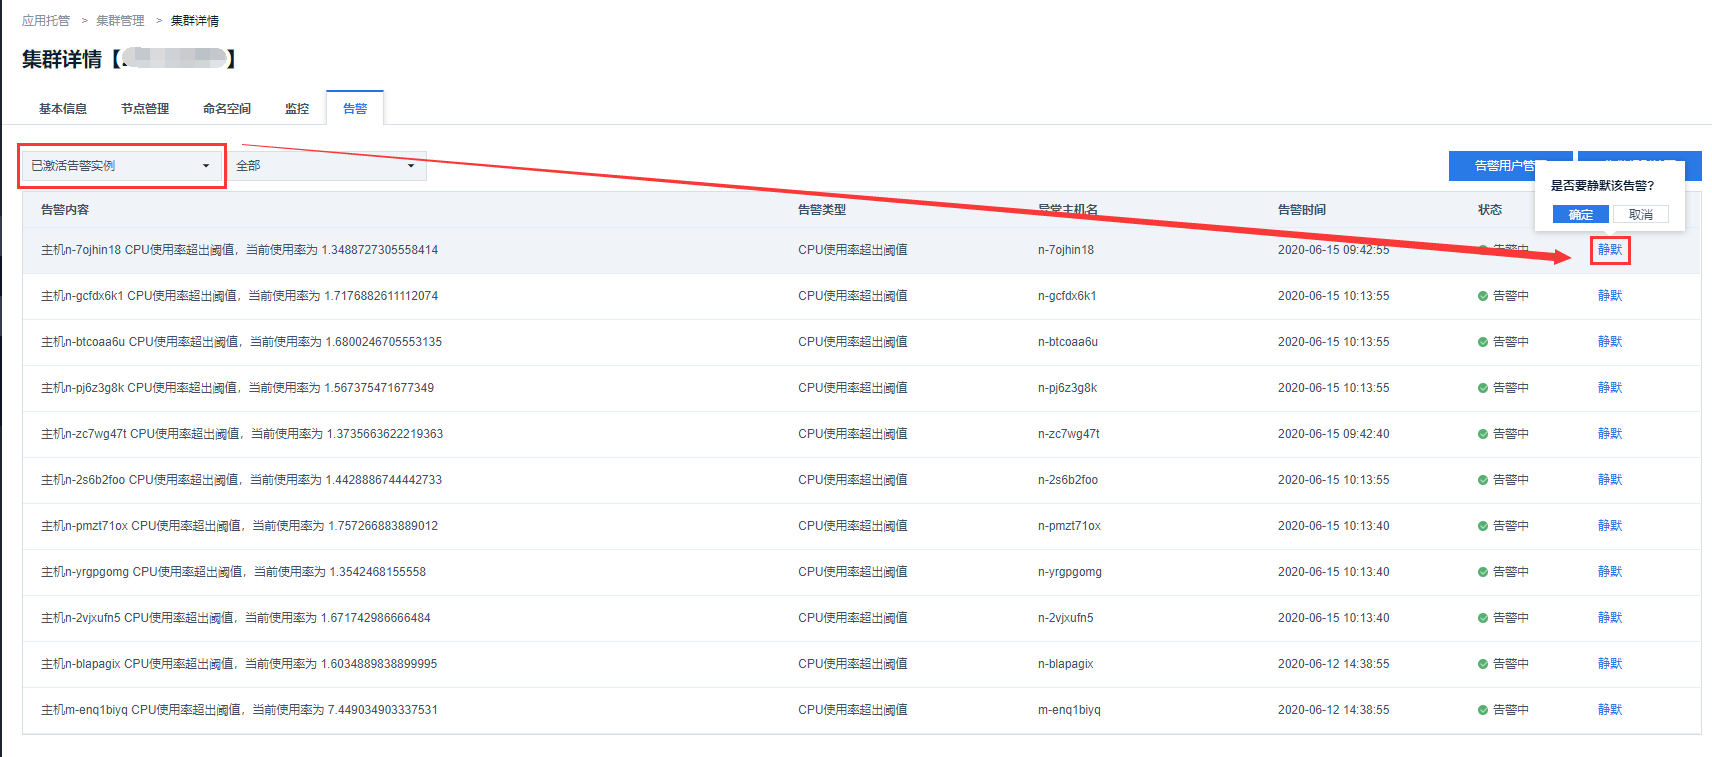 应用托管 > 集群管理 > 集群详情
集群详情【】
基本信息 节点管理 命名空间 监控 告警
已激活告警实例 全部 告警用户管
是否要静默该告警?
确定 取消
告警内容 告警类型 异常主机名 告警时间 状态
主机n-7ojhin18 CPU使用率超出阈值，当前使用率为 1.3488727305558414 CPU使用率超出阈值 n-7ojhin18 2020-06-15 09:42:55 告警中 静默
主机n-gcfdx6k1 CPU使用率超出阈值，当前使用率为 1.7176882611112074 CPU使用率超出阈值 n-gcfdx6k1 2020-06-15 10:13:55 告警中 静默
主机n-btcoaa6u CPU使用率超出阈值，当前使用率为 1.6800246705553135 CPU使用率超出阈值 n-btcoaa6u 2020-06-15 10:13:55 告警中 静默
主机n-pj6z3g8k CPU使用率超出阈值，当前使用率为 1.567375471677349 CPU使用率超出阈值 n-pj6z3g8k 2020-06-15 10:13:55 告警中 静默
主机n-zc7wg47t CPU使用率超出阈值，当前使用率为 1.3735663622219363 CPU使用率超出阈值 n-zc7wg47t 2020-06-15 09:42:40 告警中 静默
主机n-2s6b2foo CPU使用率超出阈值，当前使用率为 1.4428886744442733 CPU使用率超出阈值 n-2s6b2foo 2020-06-15 10:13:55 告警中 静默
主机n-pmzt71ox CPU使用率超出阈值，当前使用率为 1.757266883889012 CPU使用率超出阈值 n-pmzt71ox 2020-06-15 10:13:40 告警中 静默
主机n-yrgpgomg CPU使用率超出阈值，当前使用率为 1.3542468155558 CPU使用率超出阈值 n-yrgpgomg 2020-06-15 10:13:40 告警中 静默
主机n-2vjxufn5 CPU使用率超出阈值，当前使用率为 1.671742986666484 CPU使用率超出阈值 n-2vjxufn5 2020-06-15 10:13:40 告警中 静默
主机n-blapagix CPU使用率超出阈值，当前使用率为 1.6034889838899995 CPU使用率超出阈值 n-blapagix 2020-06-12 14:38:55 告警中 静默
主机m-enq1biyq CPU使用率超出阈值，当前使用率为 7.449034903337531 CPU使用率超出阈值 m-enq1biyq 2020-06-12 14:38:55 告警中 静默